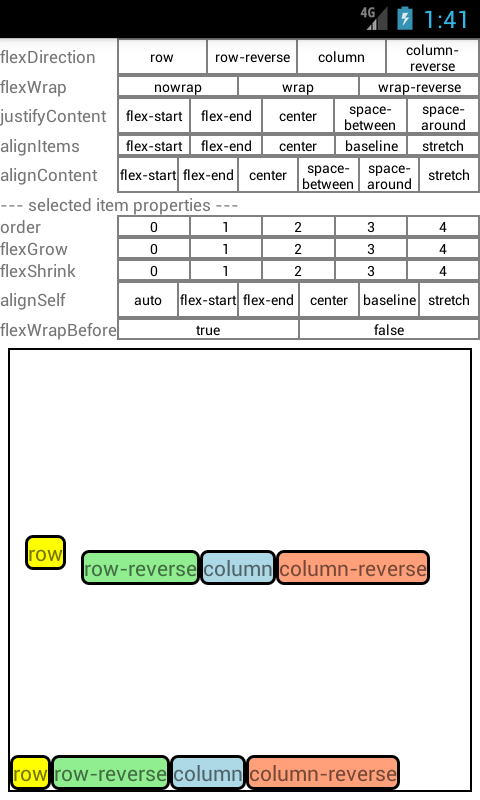 4G 1:41
flexDirection row row-reverse column column-reverse
flexWrap nowrap wrap wrap-reverse
justifyContent flex-start flex-end center space-between space-around
alignItems flex-start flex-end center baseline stretch
alignContent flex-start flex-end center space-between space-around stretch
--- selected item properties ---
order 0 1 2 3 4
flexGrow 0 1 2 3 4
flexShrink 0 1 2 3 4
alignSelf auto flex-start flex-end center baseline stretch
flexWrapBefore true false
row row-reverse column column-reverse
row row-reverse column column-reverse